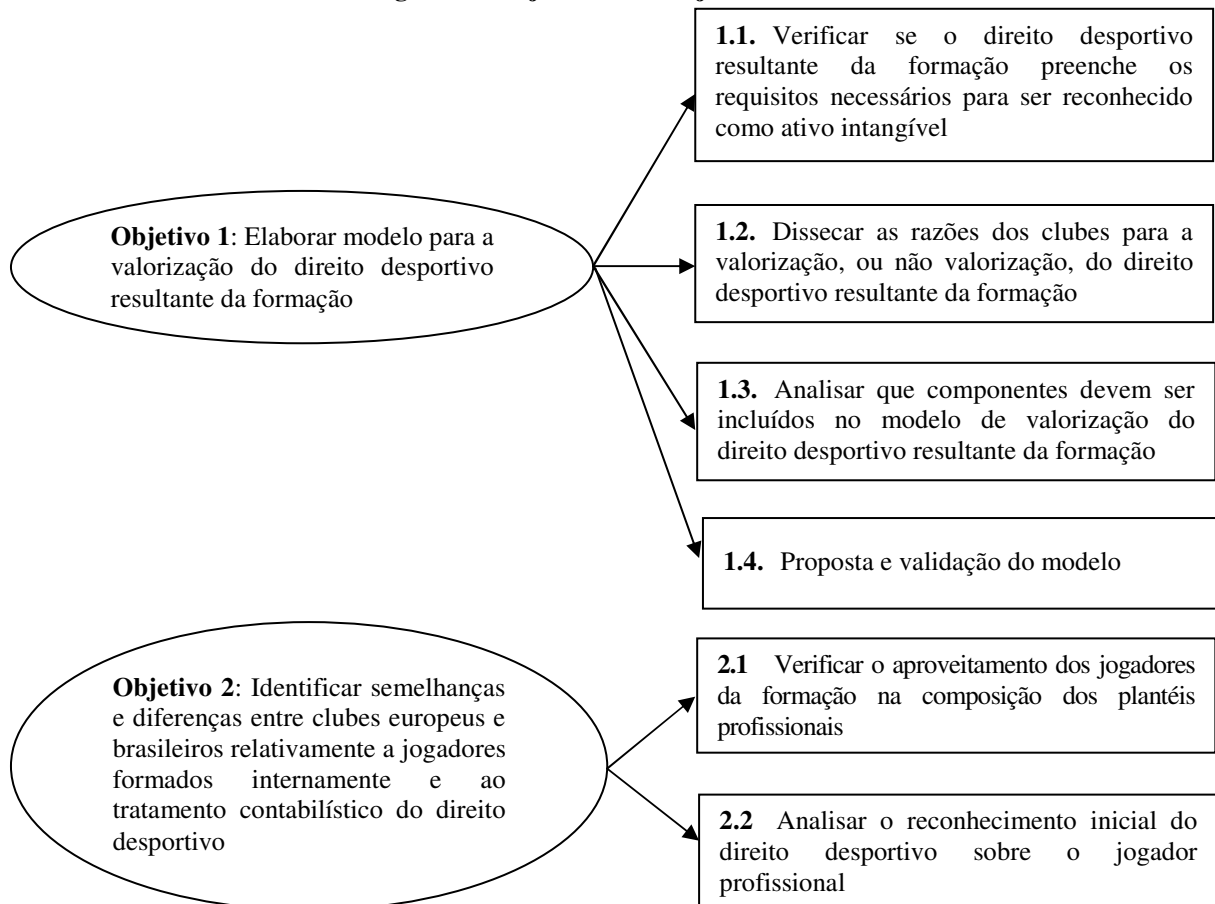 1.1. Verificar se o direito desportivo
resultante da formação preenche os
requisitos necessários para ser reconhecido
como ativo intangível
Objetivo 1: Elaborar modelo para a
valorização do direito desportivo
resultante da formação
1.2. Dissecar as razões dos clubes para a
valorização, ou não valorização, do direito
desportivo resultante da formação
1.3. Analisar que componentes devem ser
incluídos no modelo de valorização do
direito desportivo resultante da formação
1.4. Proposta e validação do modelo
Objetivo 2: Identificar semelhanças
e diferenças entre clubes europeus e
brasileiros relativamente a jogadores
formados internamente e ao
tratamento contabilístico do direito
desportivo
2.1 Verificar o aproveitamento dos jogadores
da formação na composição dos plantéis
profissionais
2.2 Analisar o reconhecimento inicial do
direito desportivo sobre o jogador
profissional